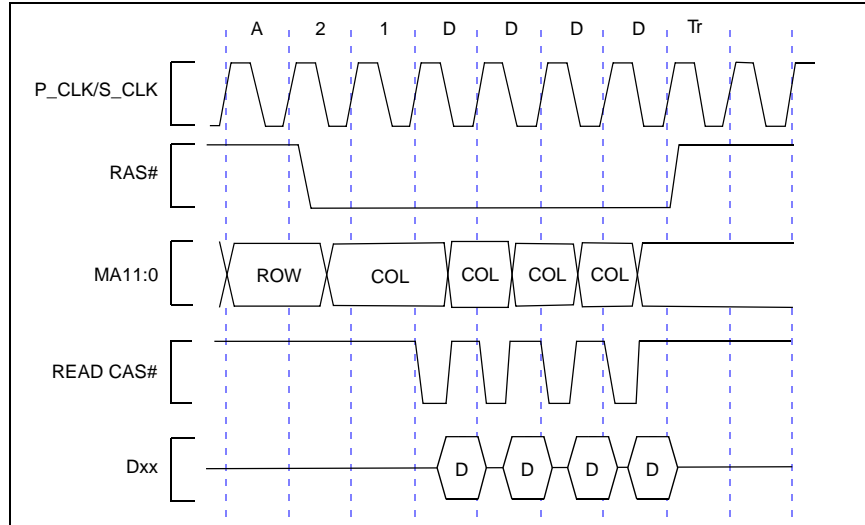 A 2 1 D D D D Tr
P_CLK/S_CLK
RAS#
MA11:0 ROW COL COL COL COL
READ CAS#
Dxx D D D D